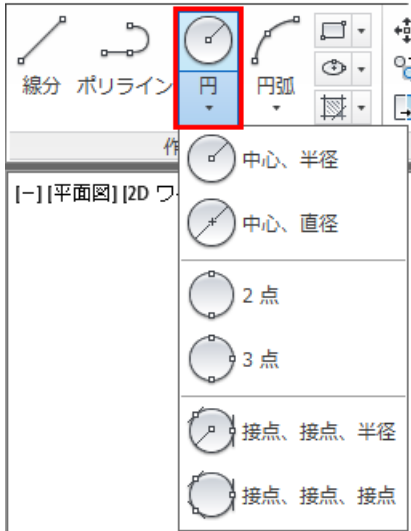 線分
ポリライン
円
円弧
作
[−] [平面図] [2D ワ
中心、半径
中心、直径
2 点
3 点
接点、接点、半径
接点、接点、接点